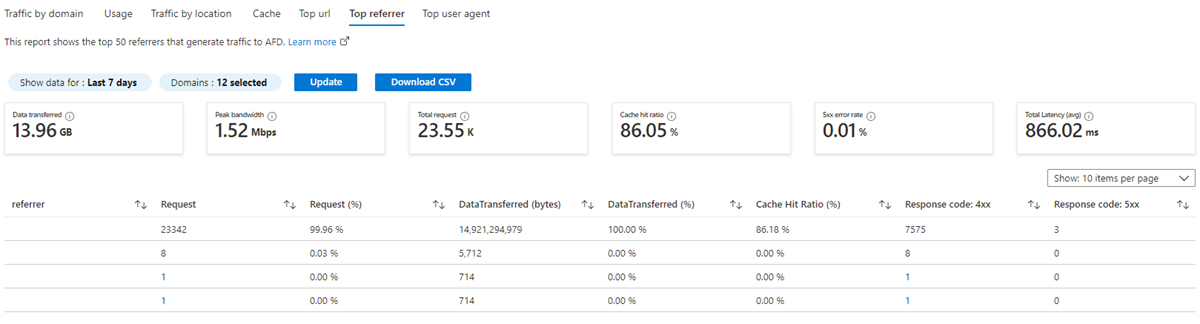 Traffic by domain Usage Traffic by location Cache Top url Top referrer Top user agent
This report shows the top 50 referrers that generate traffic to AFD. Learn more
Show data for : Last 7 days Domains : 12 selected Update Download CSV
Data transferred Peak bandwidth Total request Cache hit ratio 5xx error rate Total Latency (avg)
13.96 GB 1.52 Mbps 23.55 K 86.05 % 0.01 % 866.02 ms
Show: 10 items per page
referrer Request Request (%) DataTransferred (bytes) DataTransferred (%) Cache Hit Ratio (%) Response code: 4xx Response code: 5xx
23342 99.96 % 14,921,294,979 100.00 % 86.18 % 7575 3
8 0.03 % 5,712 0.00 % 0.00 % 8 0
1 0.00 % 714 0.00 % 0.00 % 1 0
1 0.00 % 714 0.00 % 0.00 % 1 0